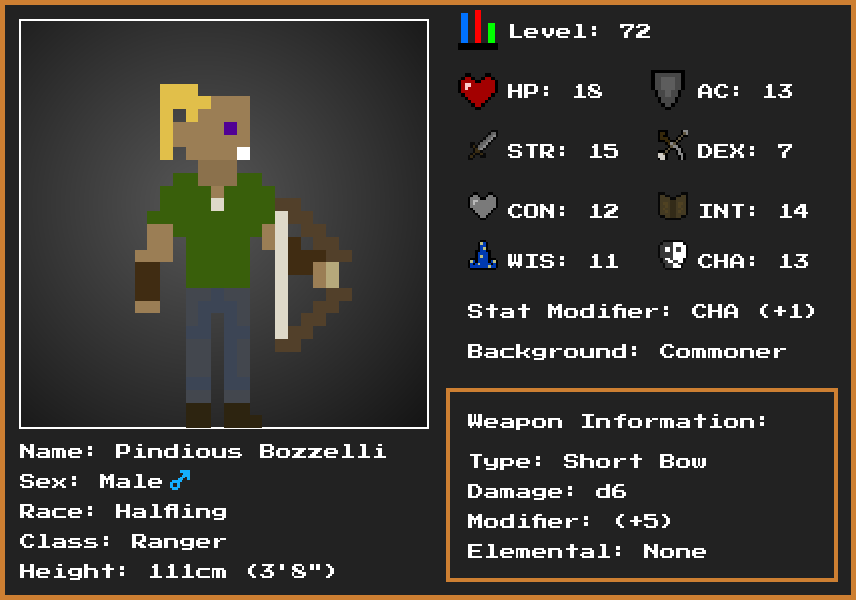 Level: 72
HP: 18 AC: 13
STR: 15 DEX: 7
CON: 12 INT: 14
WIS: 11 CHA: 13
Stat Modifier: CHA (+1)
Background: Commoner
Weapon Information:
Type: Short Bow
Damage: d6
Modifier: (+5)
Elemental: None
Name: Pindious Bozzelli
Sex: Male ♂
Race: Halfling
Class: Ranger
Height: 111cm (3'8")